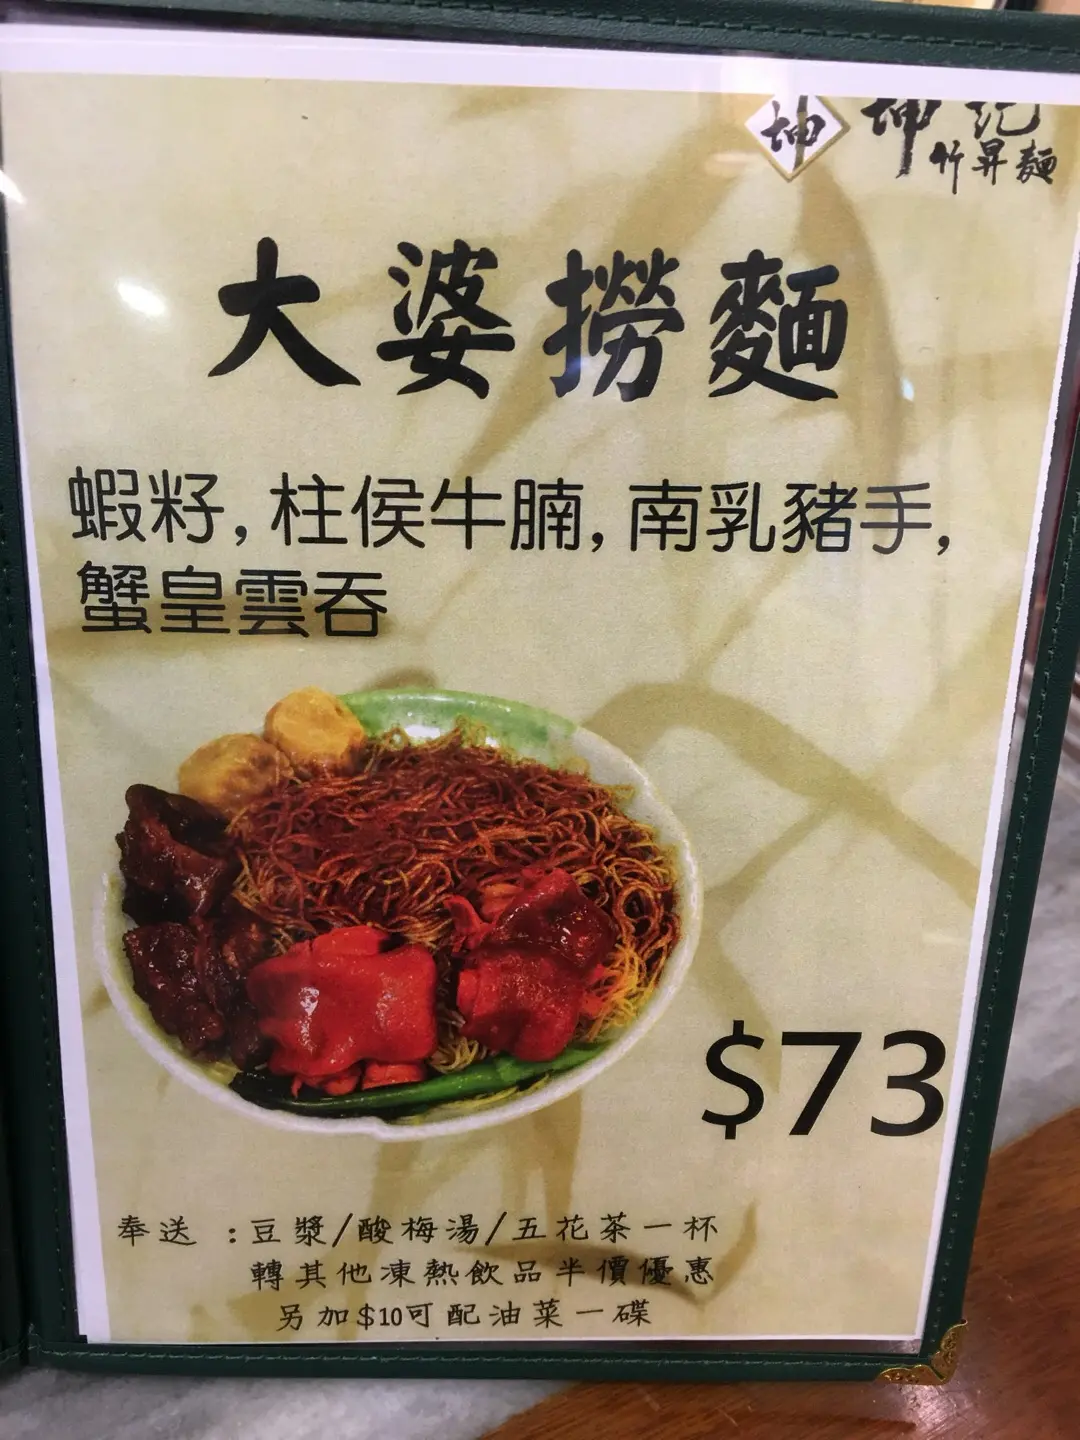 坤 坤記
竹昇麵
大婆撈麵
蝦籽, 柱侯牛腩, 南乳豬手,
蟹皇雲吞
$73
奉送 :豆漿/酸梅湯/五花茶一杯
轉其他凍熱飲品半價優惠
另加$10可配油菜一碟